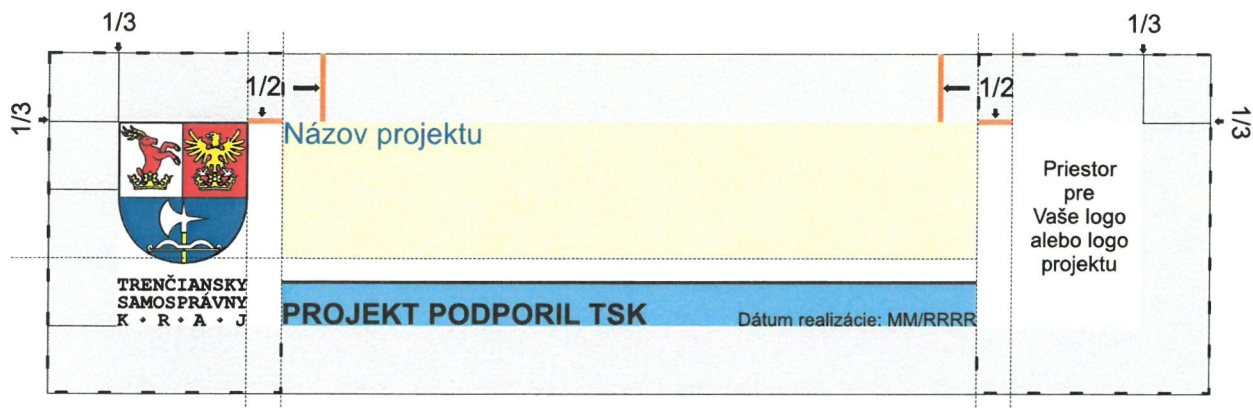 1/3
1/3
1/2
1/2
1/3
1/3
Názov projektu
Priestor
pre
Vaše logo
alebo logo
projektu
TRENČIANSKY
SAMOSPRÁVNY
K • R • A • J
PROJEKT PODPORIL TSK
Dátum realizácie: MM/RRRR